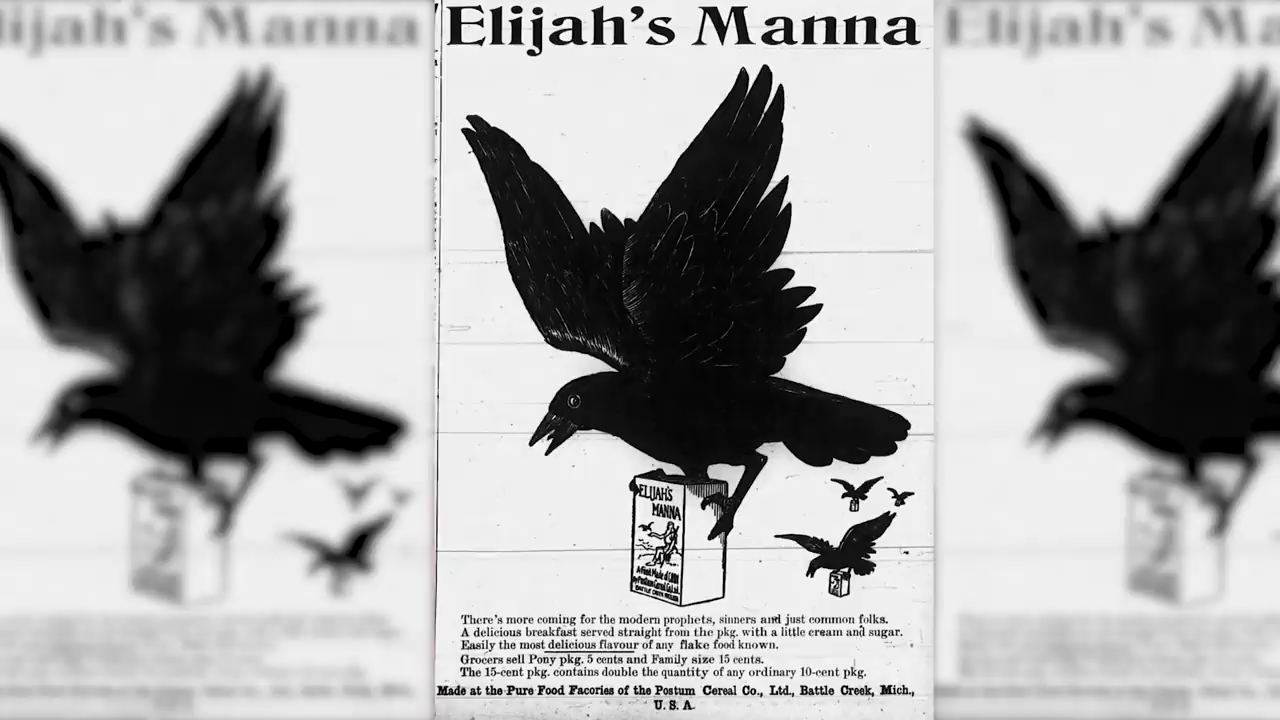 Elijah's Manna
ELIJAH'S
MANNA
There's more coming for the modern prophets, sinners and just common folks.
A delicious breakfast served straight from the pkg. with a little cream and sugar.
Easily the most delicious flavour of any flake food known.
Grocers sell Pony pkg. 5 cents and Family size 15 cents.
The 15-cent pkg. contains double the quantity of any ordinary 10-cent pkg.
Made at the Pure Food Facories of the Postum Cereal Co., Ltd., Battle Creek, Mich.,
U. S. A.